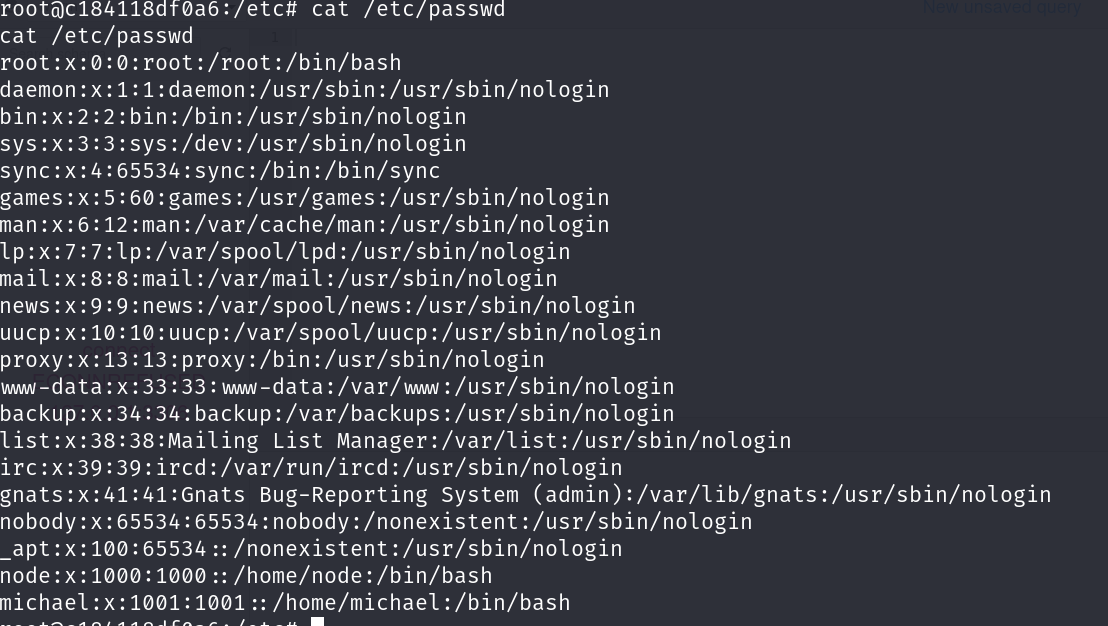 root@c184118df0a6:/etc# cat /etc/passwd
New unsaved query
cat /etc/passwd
1
root:x:0:0:root:/root:/bin/bash
daemon:x:1:1:daemon:/usr/sbin:/usr/sbin/nologin
bin:x:2:2:bin:/bin:/usr/sbin/nologin
sys:x:3:3:sys:/dev:/usr/sbin/nologin
sync:x:4:65534:sync:/bin:/bin/sync
games:x:5:60:games:/usr/games:/usr/sbin/nologin
man:x:6:12:man:/var/cache/man:/usr/sbin/nologin
lp:x:7:7:lp:/var/spool/lpd:/usr/sbin/nologin
mail:x:8:8:mail:/var/mail:/usr/sbin/nologin
news:x:9:9:news:/var/spool/news:/usr/sbin/nologin
uucp:x:10:10:uucp:/var/spool/uucp:/usr/sbin/nologin
proxy:x:13:13:proxy:/bin:/usr/sbin/nologin
www-data:x:33:33:www-data:/var/www:/usr/sbin/nologin
backup:x:34:34:backup:/var/backups:/usr/sbin/nologin
list:x:38:38:Mailing List Manager:/var/list:/usr/sbin/nologin
irc:x:39:39:ircd:/var/run/ircd:/usr/sbin/nologin
gnats:x:41:41:Gnats Bug-Reporting System (admin):/var/lib/gnats:/usr/sbin/nologin
nobody:x:65534:65534:nobody:/nonexistent:/usr/sbin/nologin
_apt:x:100:65534::/nonexistent:/usr/sbin/nologin
node:x:1000:1000::/home/node:/bin/bash
michael:x:1001:1001::/home/michael:/bin/bash
root@c184118df0a6:/etc#